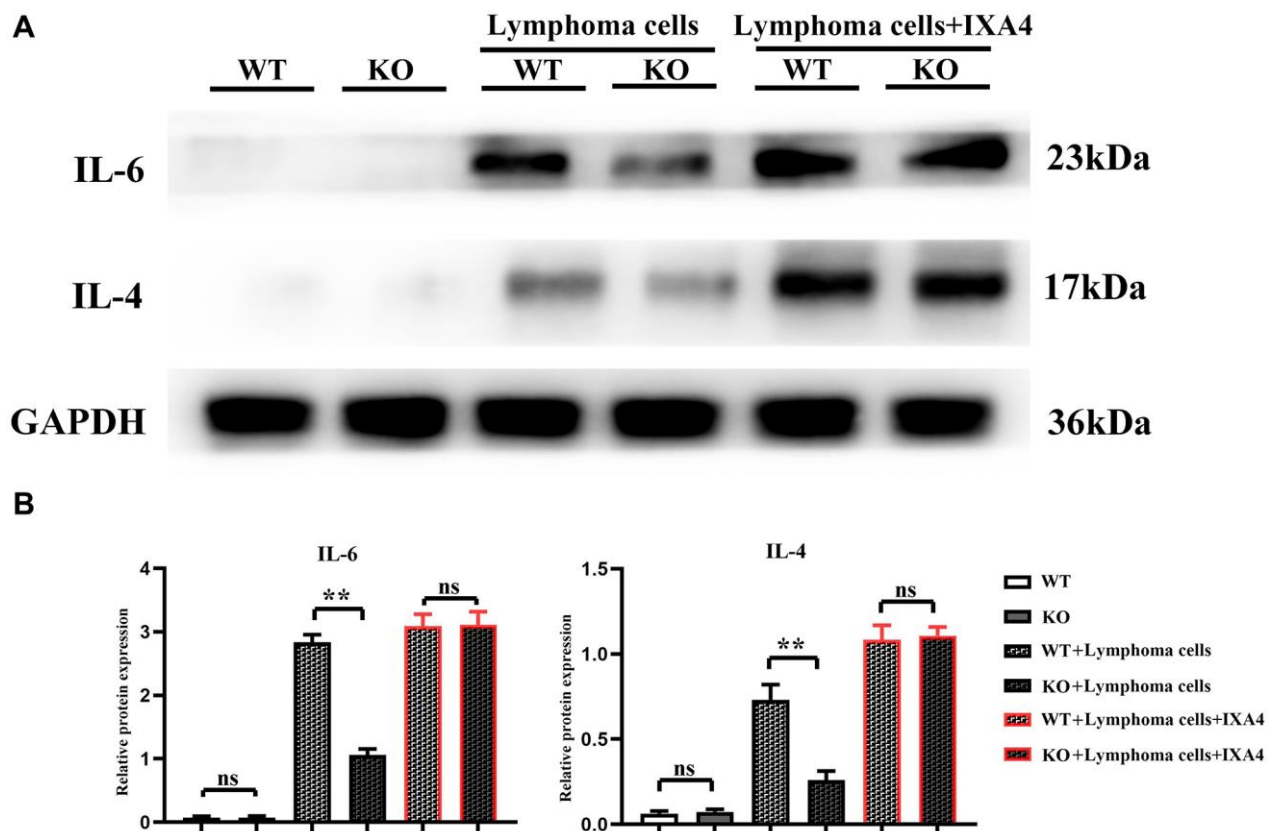 A
Lymphoma cells
Lymphoma cells+IXA4
WT
KO
WT
KO
WT
KO
IL-6
23kDa
IL-4
17kDa
GAPDH
36kDa
B
IL-6
Relative protein expression
4
3
2
1
0
ns
**
ns
IL-4
Relative protein expression
1.5
1.0
0.5
0.0
ns
**
ns
WT
KO
WT+Lymphoma cells
KO+Lymphoma cells
WT+Lymphoma cells+IXA4
KO+Lymphoma cells+IXA4